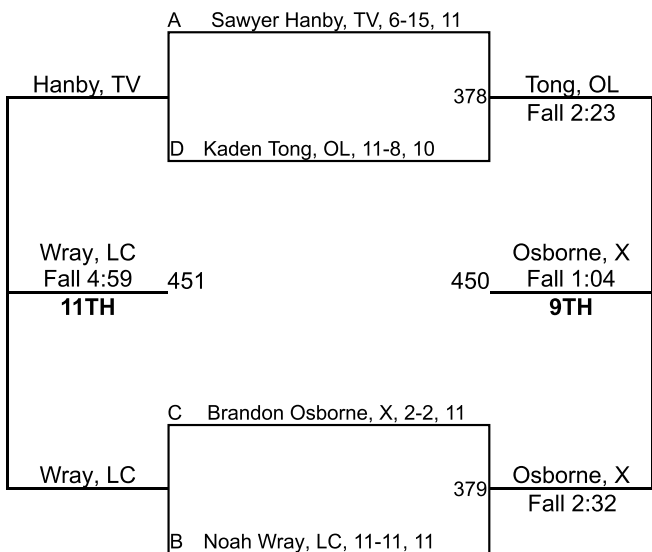 A Sawyer Hanby, TV, 6-15, 11
Hanby, TV
378
Tong, OL
Fall 2:23
D Kaden Tong, OL, 11-8, 10
Wray, LC
Fall 4:59
451
11TH
450
Osborne, X
Fall 1:04
9TH
C Brandon Osborne, X, 2-2, 11
Wray, LC
379
Osborne, X
Fall 2:32
B Noah Wray, LC, 11-11, 11